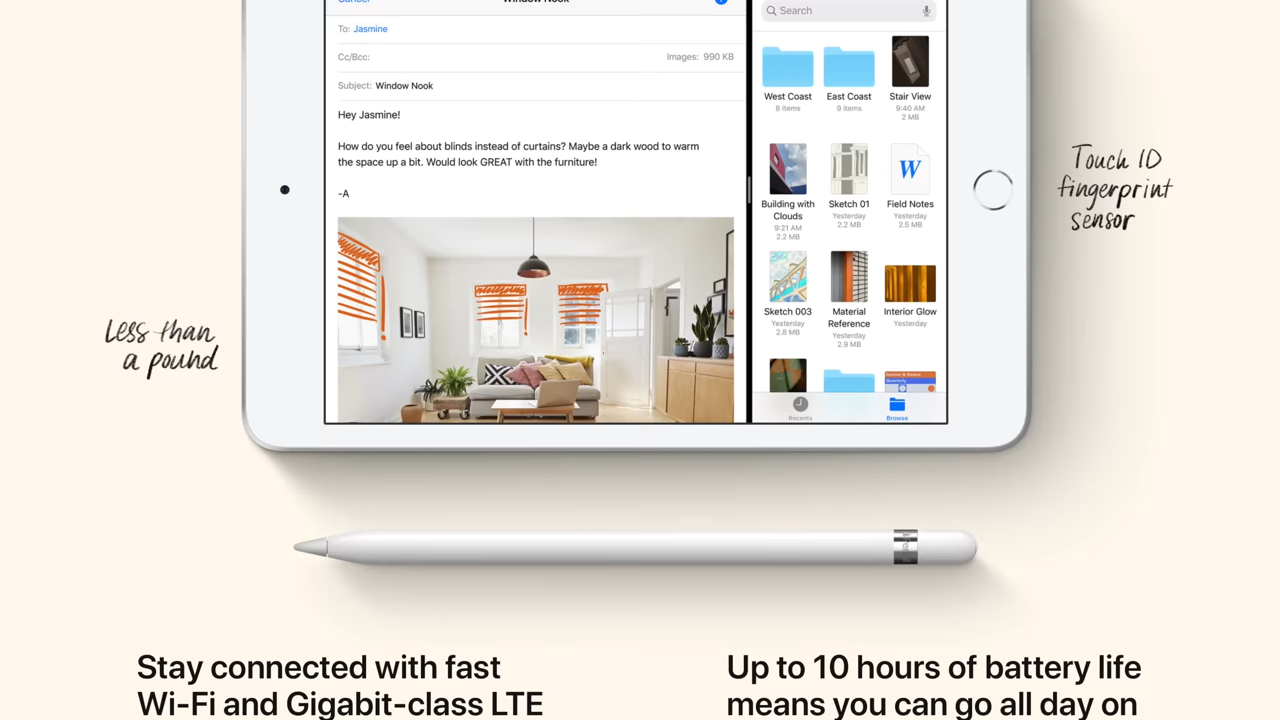 Window Nook
To: Jasmine
Cc/Bcc:
Images: 990 KB
Subject: Window Nook
Hey Jasmine!
How do you feel about blinds instead of curtains? Maybe a dark wood to warm
the space up a bit. Would look GREAT with the furniture!
-A
Search
West Coast
8 items
East Coast
9 items
Stair View
9:40 AM
2 MB
Building with
Clouds
9:21 AM
2.2 MB
Sketch 01
Yesterday
2.2 MB
W
Field Notes
Yesterday
2.5 MB
Sketch 003
Yesterday
2.8 MB
Material
Reference
Yesterday
2.9 MB
Interior Glow
Yesterday
Quarterly
Recents
Browse
Less than
a pound
Touch ID
fingerprint
sensor
Stay connected with fast
Wi-Fi and Gigabit-class LTE
Up to 10 hours of battery life
means you can go all day on